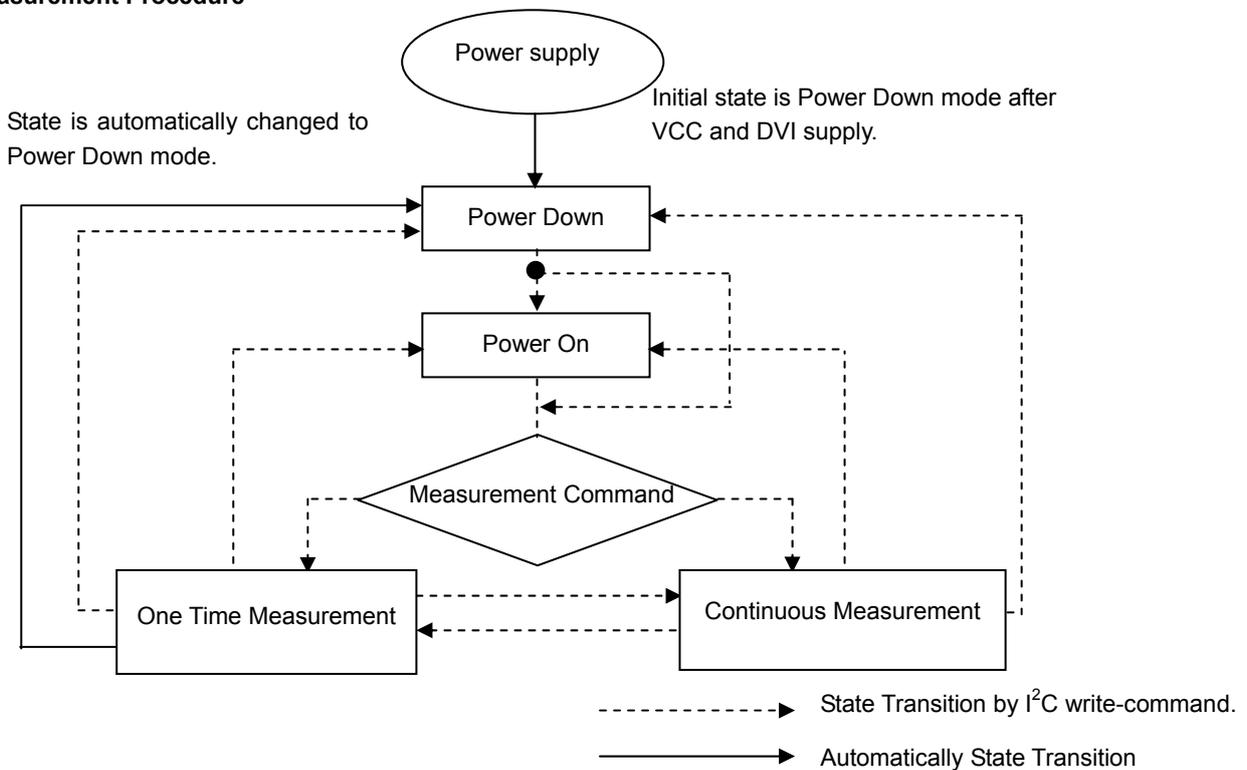 Power supply
Initial state is Power Down mode after
VCC and DVI supply.
State is automatically changed to
Power Down mode.
Power Down
Power On
Measurement Command
One Time Measurement
Continuous Measurement
State Transition by I²C write-command.
Automatically State Transition